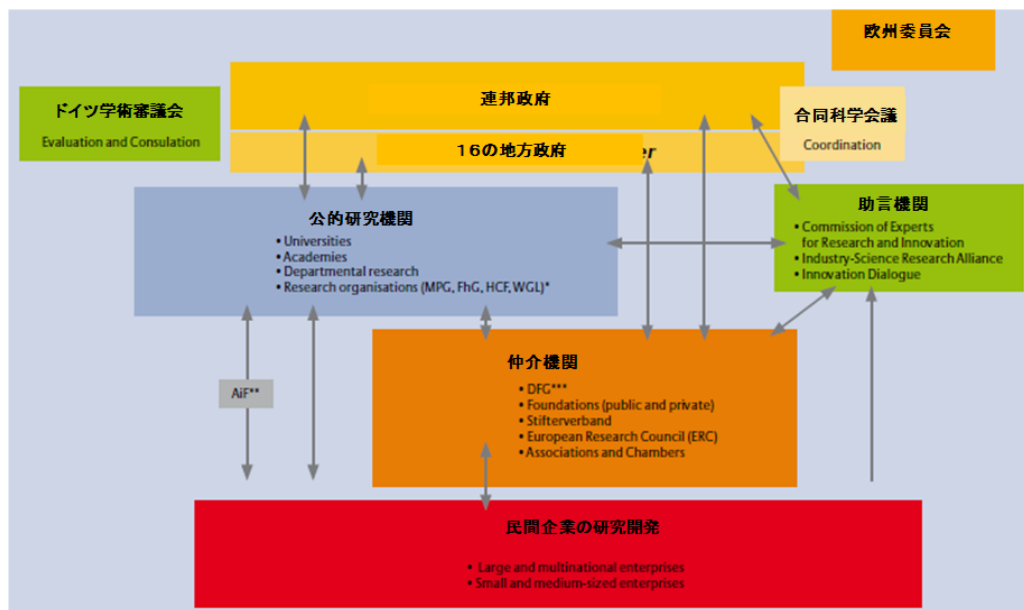 欧州委員会
連邦政府
ドイツ学術審議会
Evaluation and Consulation
合同科学会議
Coordination
16の地方政府
er
公的研究機関
• Universities
• Academies
• Departmental research
• Research organisations (MPG, FhG, HCF, WGL)*
助言機関
• Commission of Experts
for Research and Innovation
• Industry-Science Research Alliance
• Innovation Dialogue
仲介機関
• DFG***
• Foundations (public and private)
• Stifterverband
• European Research Council (ERC)
• Associations and Chambers
AiF**
民間企業の研究開発
• Large and multinational enterprises
• Small and medium-sized enterprises